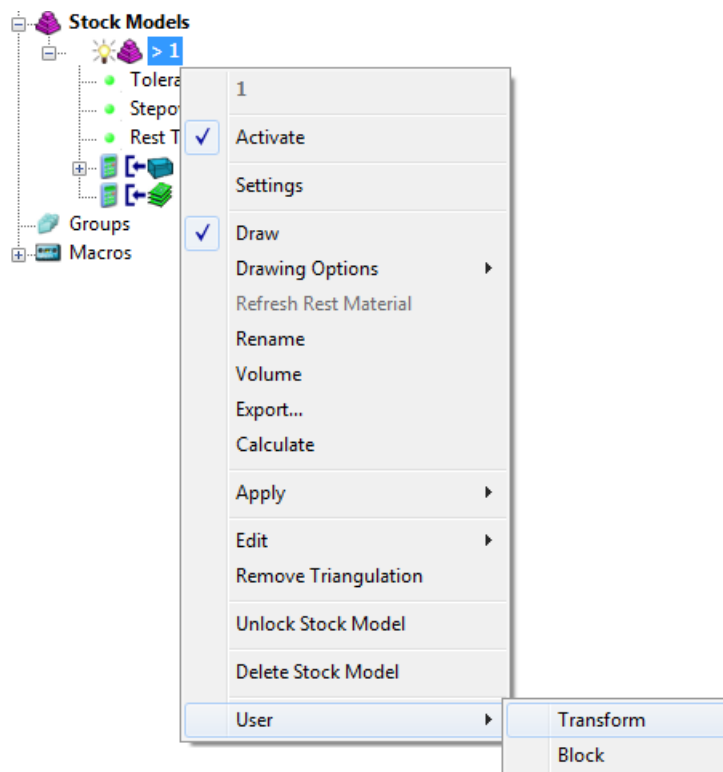 Stock Models
> 1
Tolera
Stepo
Rest T
Groups
Macros
1
Activate
Settings
Draw
Drawing Options
Refresh Rest Material
Rename
Volume
Export...
Calculate
Apply
Edit
Remove Triangulation
Unlock Stock Model
Delete Stock Model
User
Transform
Block